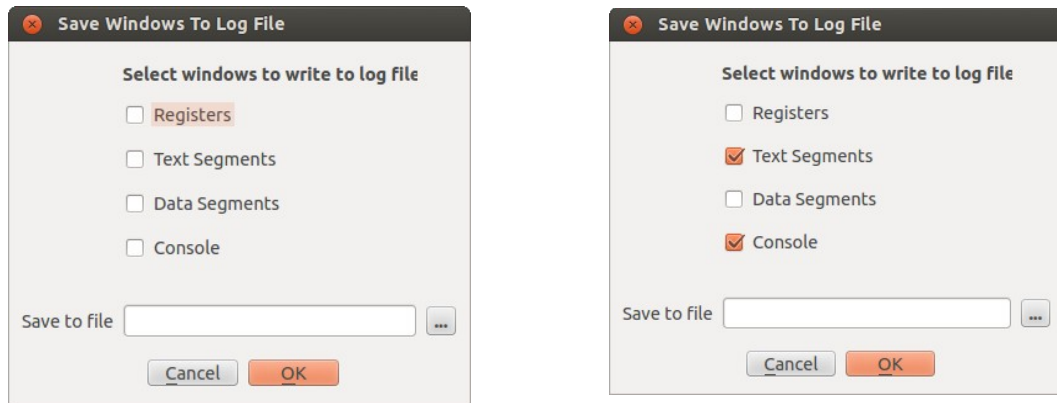 Save Windows To Log File
Select windows to write to log file
Registers
Text Segments
Data Segments
Console
Save to file
...
Cancel
OK
Save Windows To Log File
Select windows to write to log file
Registers
Text Segments
Data Segments
Console
Save to file
...
Cancel
OK